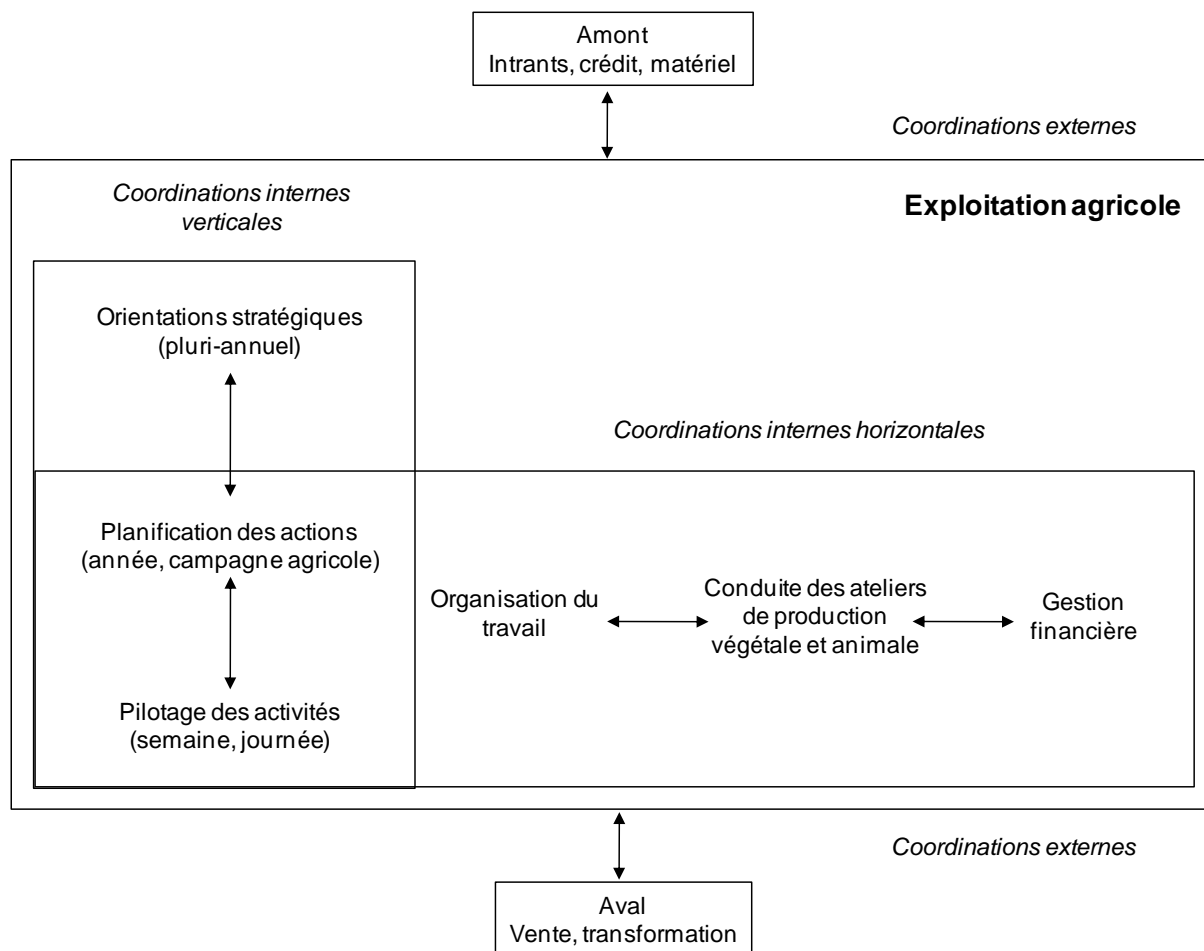 Amont
Intrants, crédit, matériel
Coordinations externes
Coordinations internes
verticales
Exploitation agricole
Orientations stratégiques
(pluri-annuel)
Coordinations internes horizontales
Planification des actions
(année, campagne agricole)
Organisation du
travail
Conduite des ateliers
de production
végétale et animale
Gestion
financière
Pilotage des activités
(semaine, journée)
Coordinations externes
Aval
Vente, transformation